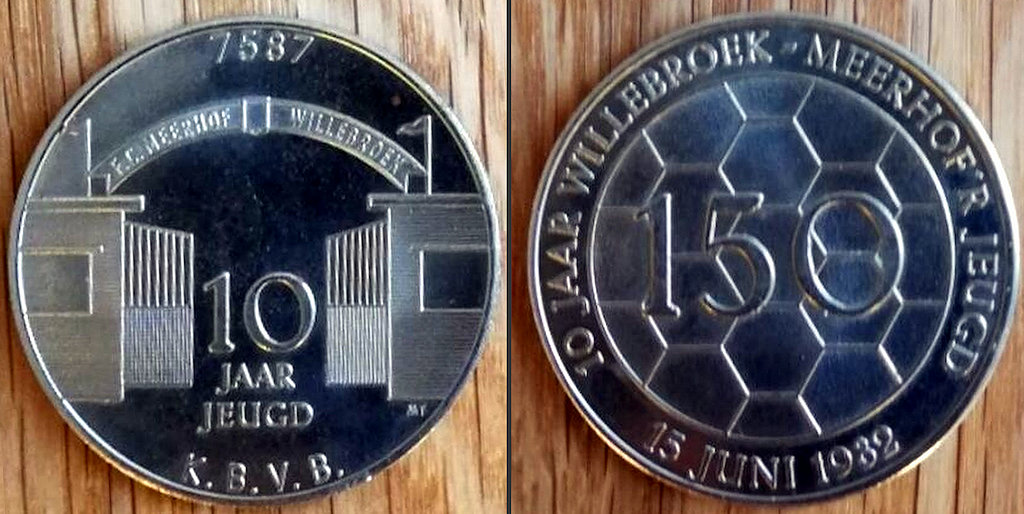 7587
F.C. MEERHOF WILLEBROEK
10
JAAR
JEUGD
MT
K.B.V.B.
10 JAAR WILLEBROEK - MEERHOF'R JEUGD
150
15 JUNI 1982